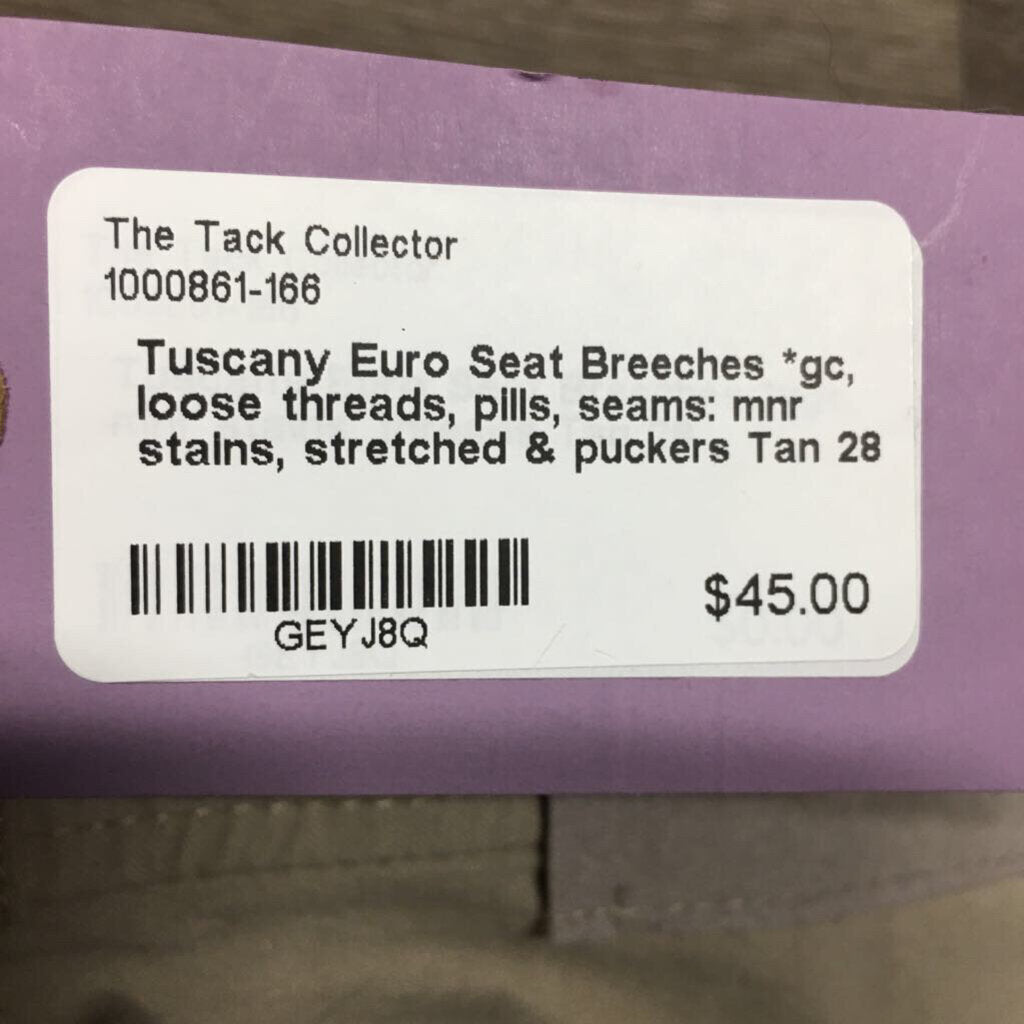 The Tack Collector
1000861-166
Tuscany Euro Seat Breeches *gc,
loose threads, pills, seams: mnr
stains, stretched & puckers Tan 28
GEYJ8Q
$45.00